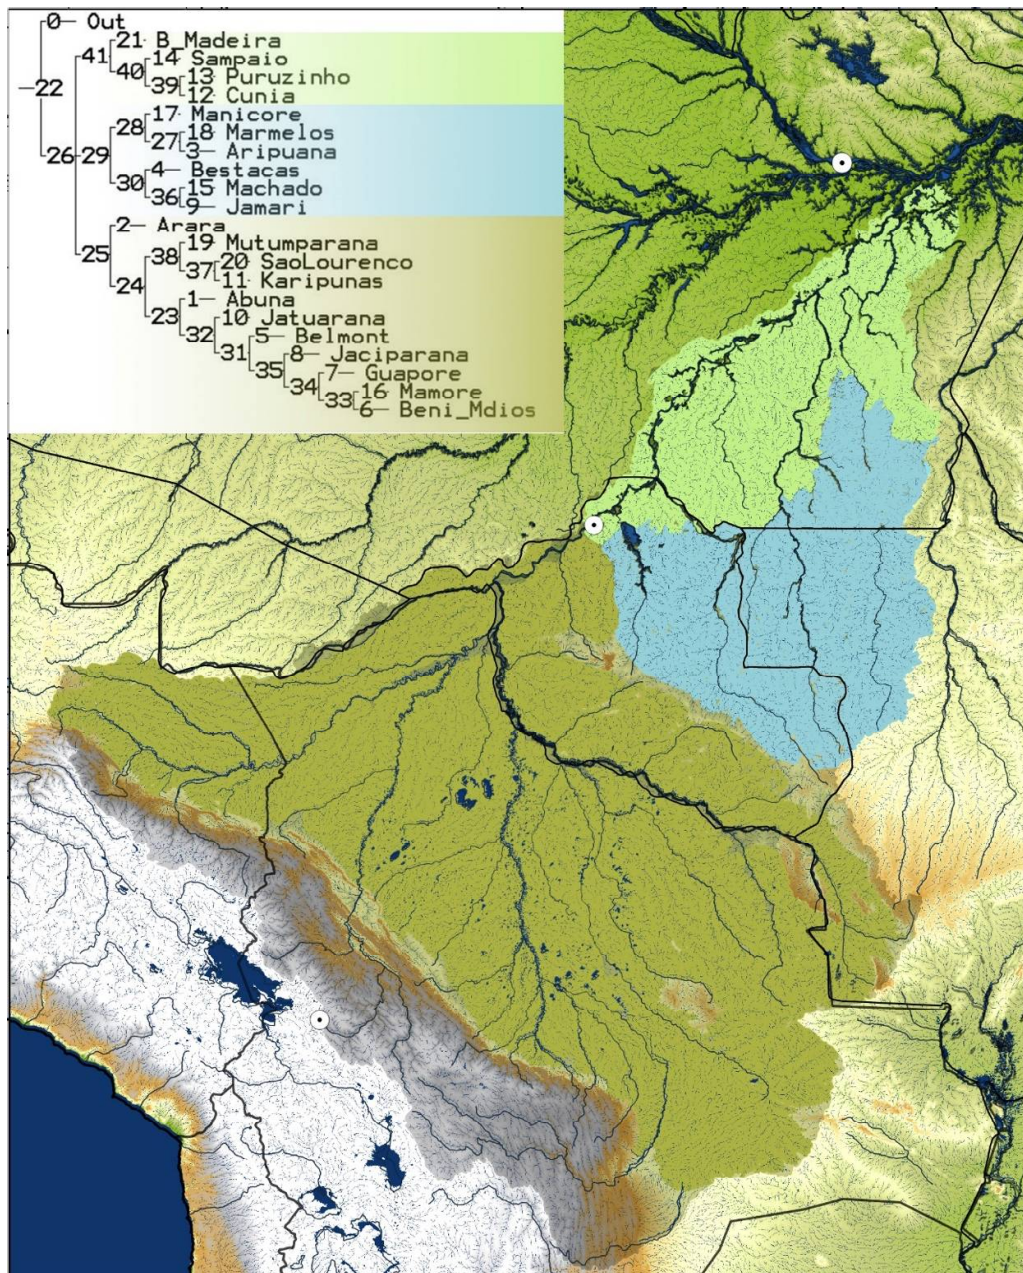 0 Out
21 B_Madeira
41
14 Sampaio
40
13 Puruzinho
22 39
12 Cunia
17 Manicore
28
18 Marmelos
27
3 Aripuana
26 29
4 Bestacas
30
15 Machado
36
9 Jamari
2 Arara
19 Mutumparana
25 38
20 SaoLourenco
37
11 Karipunas
24
1 Abuna
23
10 Jatuarana
32
5 Belmont
31
8 Jaciparana
35
7 Guapore
34
16 Mamore
33
6 Beni_Mdios